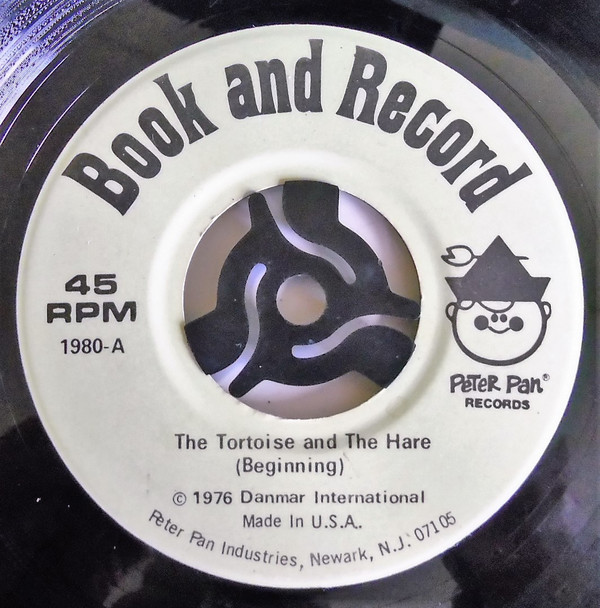 Book and Record
45
RPM
1980-A
Peter Pan®
RECORDS
The Tortoise and The Hare
(Beginning)
© 1976 Danmar International
Made In U.S.A.
Peter Pan Industries, Newark, N.J. 07105